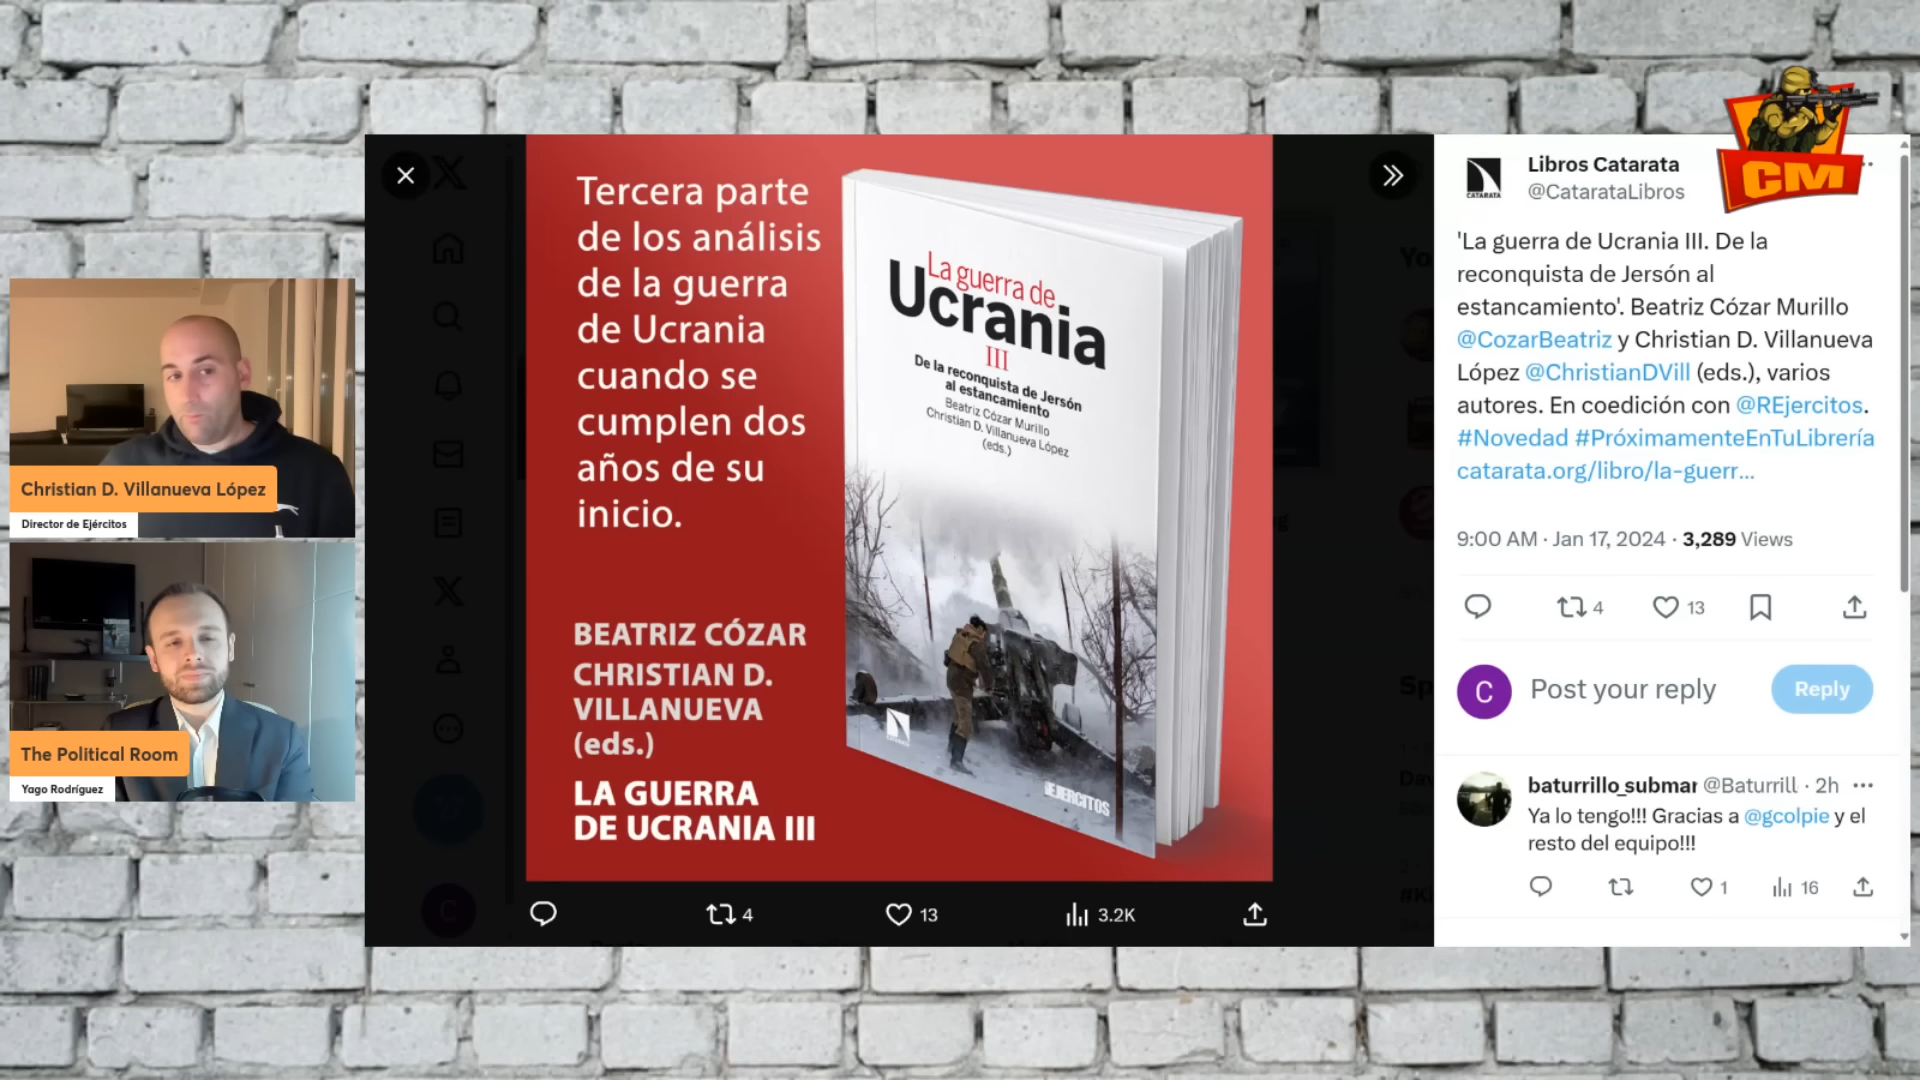 Christian D. Villanueva López
Director de Ejércitos
The Political Room
Yago Rodríguez
Tercera parte
de los análisis
de la guerra
de Ucrania
cuando se
cumplen dos
años de su
inicio.
BEATRIZ CÓZAR
CHRISTIAN D.
VILLANUEVA
(eds.)
LA GUERRA
DE UCRANIA III
La guerra de
Ucrania
III
De la reconquista de Jersón
al estancamiento
Beatriz Cózar Murillo
Christian D. Villanueva López
(eds.)
EJERCITOS
4
13
3.2K
CM
CATARATA
Libros Catarata
@CatarataLibros
'La guerra de Ucrania III. De la
reconquista de Jersón al
estancamiento'. Beatriz Cózar Murillo
@CozarBeatriz y Christian D. Villanueva
López @ChristianDVill (eds.), varios
autores. En coedición con @REjercitos.
#Novedad #PróximamenteEnTuLibrería
catarata.org/libro/la-guerr...
9:00 AM · Jan 17, 2024 · 3,289 Views
4
13
C
Post your reply
Reply
baturrillo_submar @Baturrill · 2h
Ya lo tengo!!! Gracias a @gcolpie y el
resto del equipo!!!
1
16